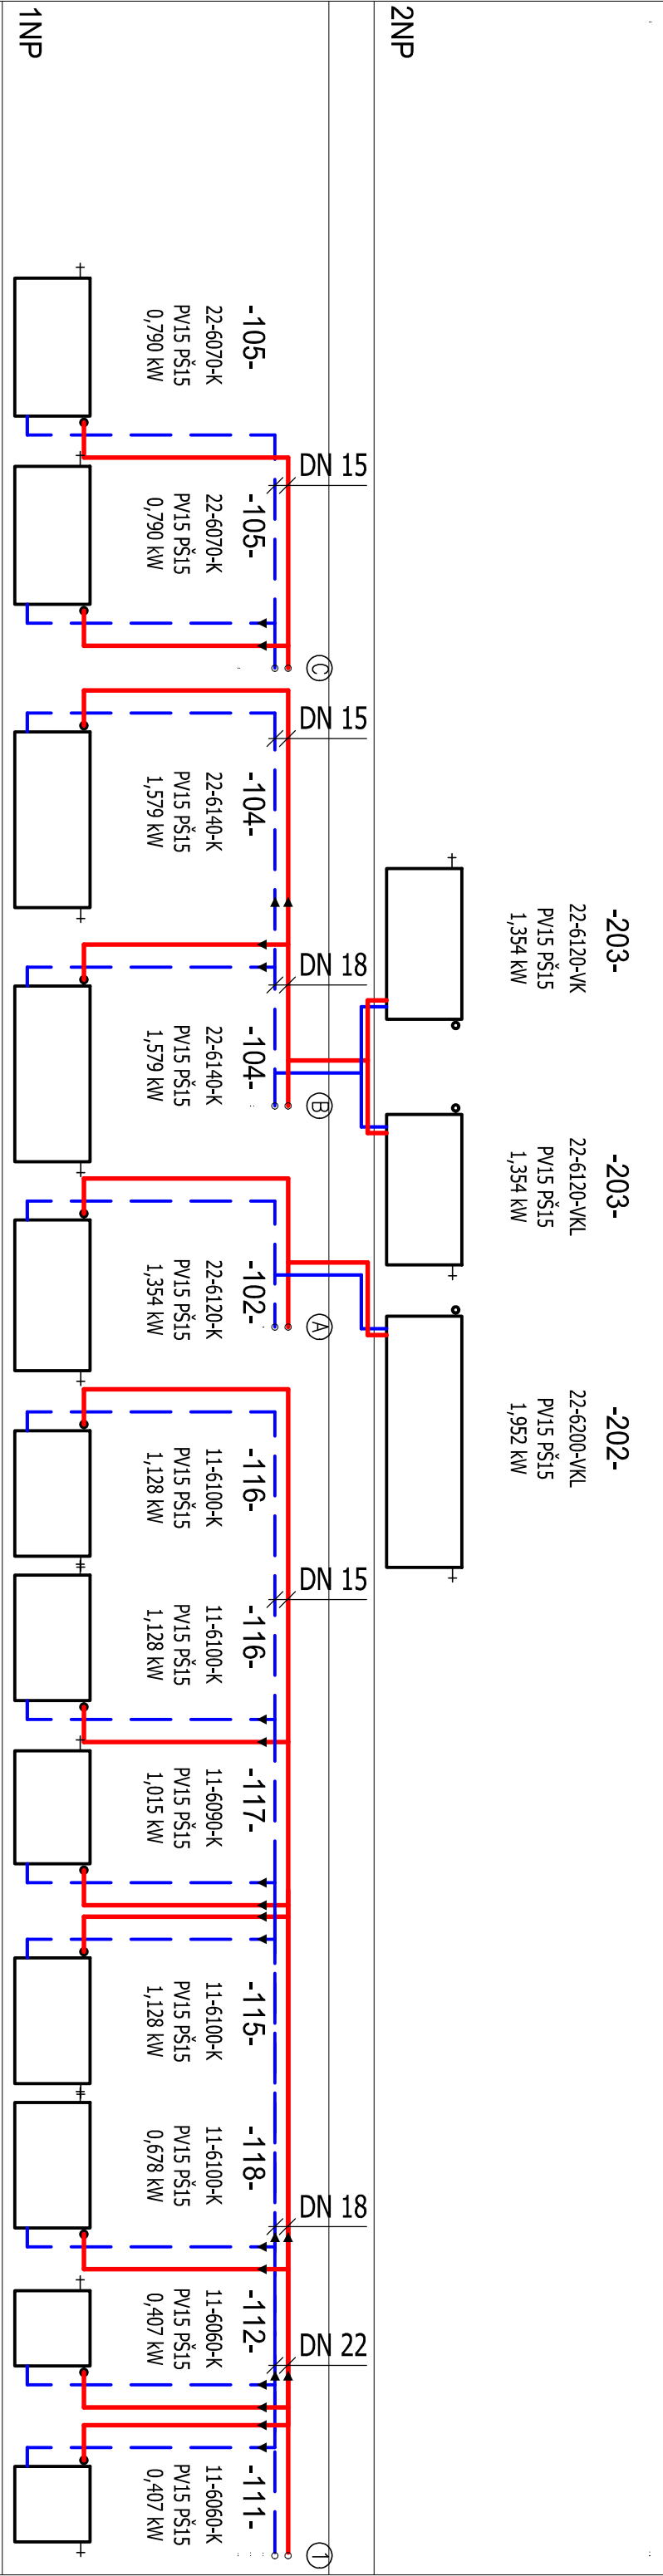 2NP
-203-
22-6120-VK
PV15 PŠ15
1,354 kW
-203-
22-6120-VKL
PV15 PŠ15
1,354 kW
-202-
22-6200-VKL
PV15 PŠ15
1,952 kW
1NP
DN 15
C
DN 15
DN 18
B
A
DN 15
DN 18
DN 22
1
-105-
22-6070-K
PV15 PŠ15
0,790 kW
-105-
22-6070-K
PV15 PŠ15
0,790 kW
-104-
22-6140-K
PV15 PŠ15
1,579 kW
-104-
22-6140-K
PV15 PŠ15
1,579 kW
-102-
22-6120-K
PV15 PŠ15
1,354 kW
-116-
11-6100-K
PV15 PŠ15
1,128 kW
-116-
11-6100-K
PV15 PŠ15
1,128 kW
-117-
11-6090-K
PV15 PŠ15
1,015 kW
-115-
11-6100-K
PV15 PŠ15
1,128 kW
-118-
11-6100-K
PV15 PŠ15
0,678 kW
-112-
11-6060-K
PV15 PŠ15
0,407 kW
-111-
11-6060-K
PV15 PŠ15
0,407 kW